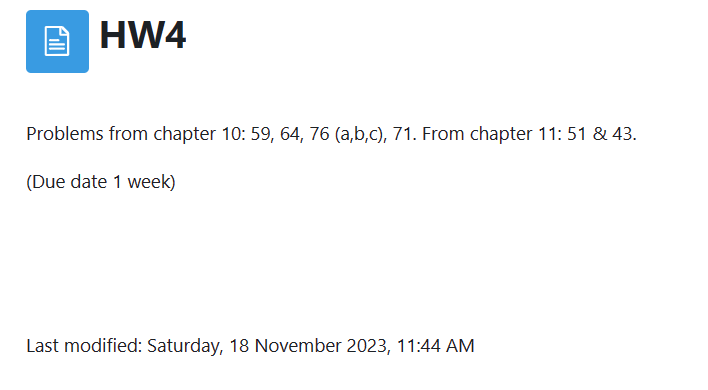 HW4
Problems from chapter 10: 59, 64, 76 (a,b,c), 71. From chapter 11: 51 & 43.
(Due date 1 week)
Last modified: Saturday, 18 November 2023, 11:44 AM